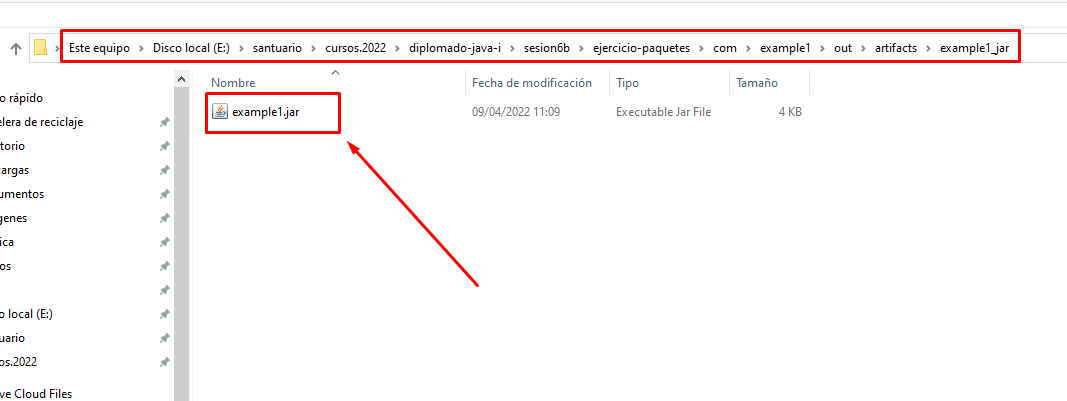 Este equipo > Disco local (E:) > santuario > cursos.2022 > diplomado-java-i > sesion6b > ejercicio-paquetes > com > example1 > out > artifacts > example1_jar
Nombre Fecha de modificación Tipo Tamaño
example1.jar 09/04/2022 11:09 Executable Jar File 4 KB
o rápido
elera de reciclaje
itorio
cargas
umentos
genes
ica
os
o local (E:)
uario
os.2022
ve Cloud Files